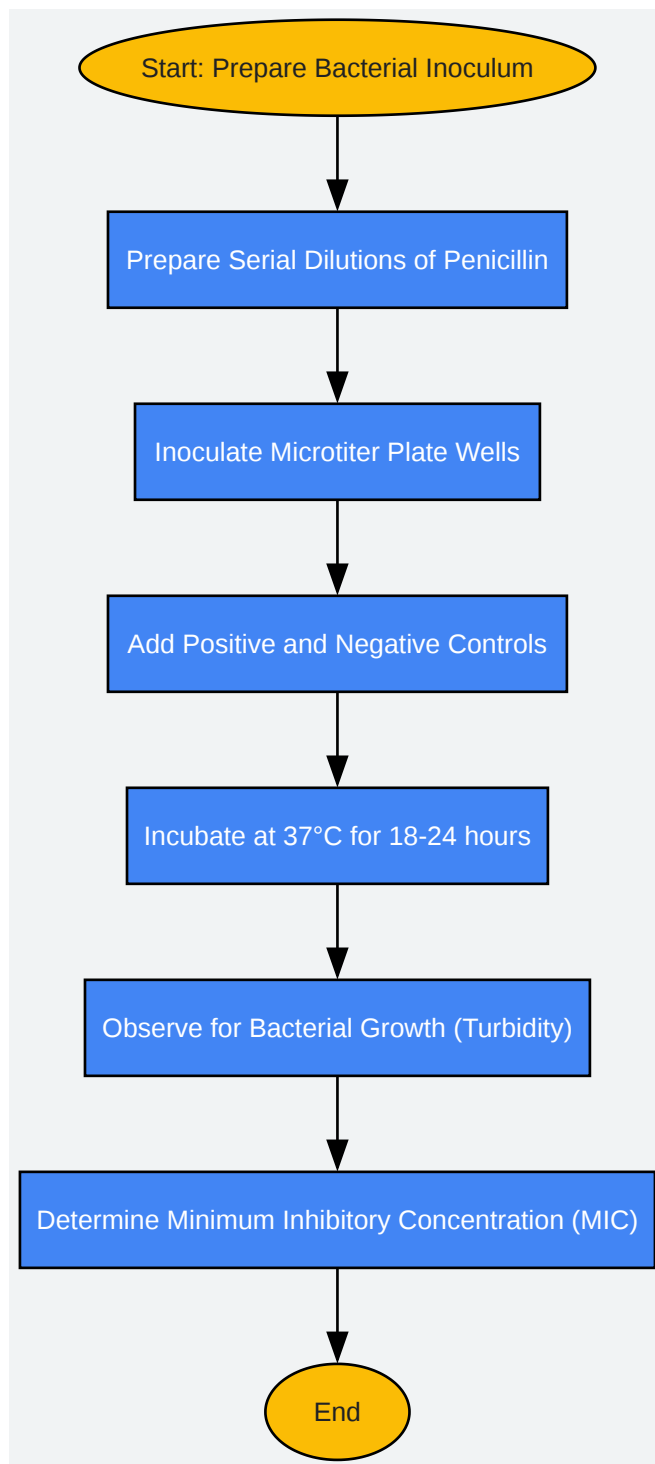 Start: Prepare Bacterial Inoculum
Prepare Serial Dilutions of Penicillin
Inoculate Microtiter Plate Wells
Add Positive and Negative Controls
Incubate at 37°C for 18-24 hours
Observe for Bacterial Growth (Turbidity)
Determine Minimum Inhibitory Concentration (MIC)
End